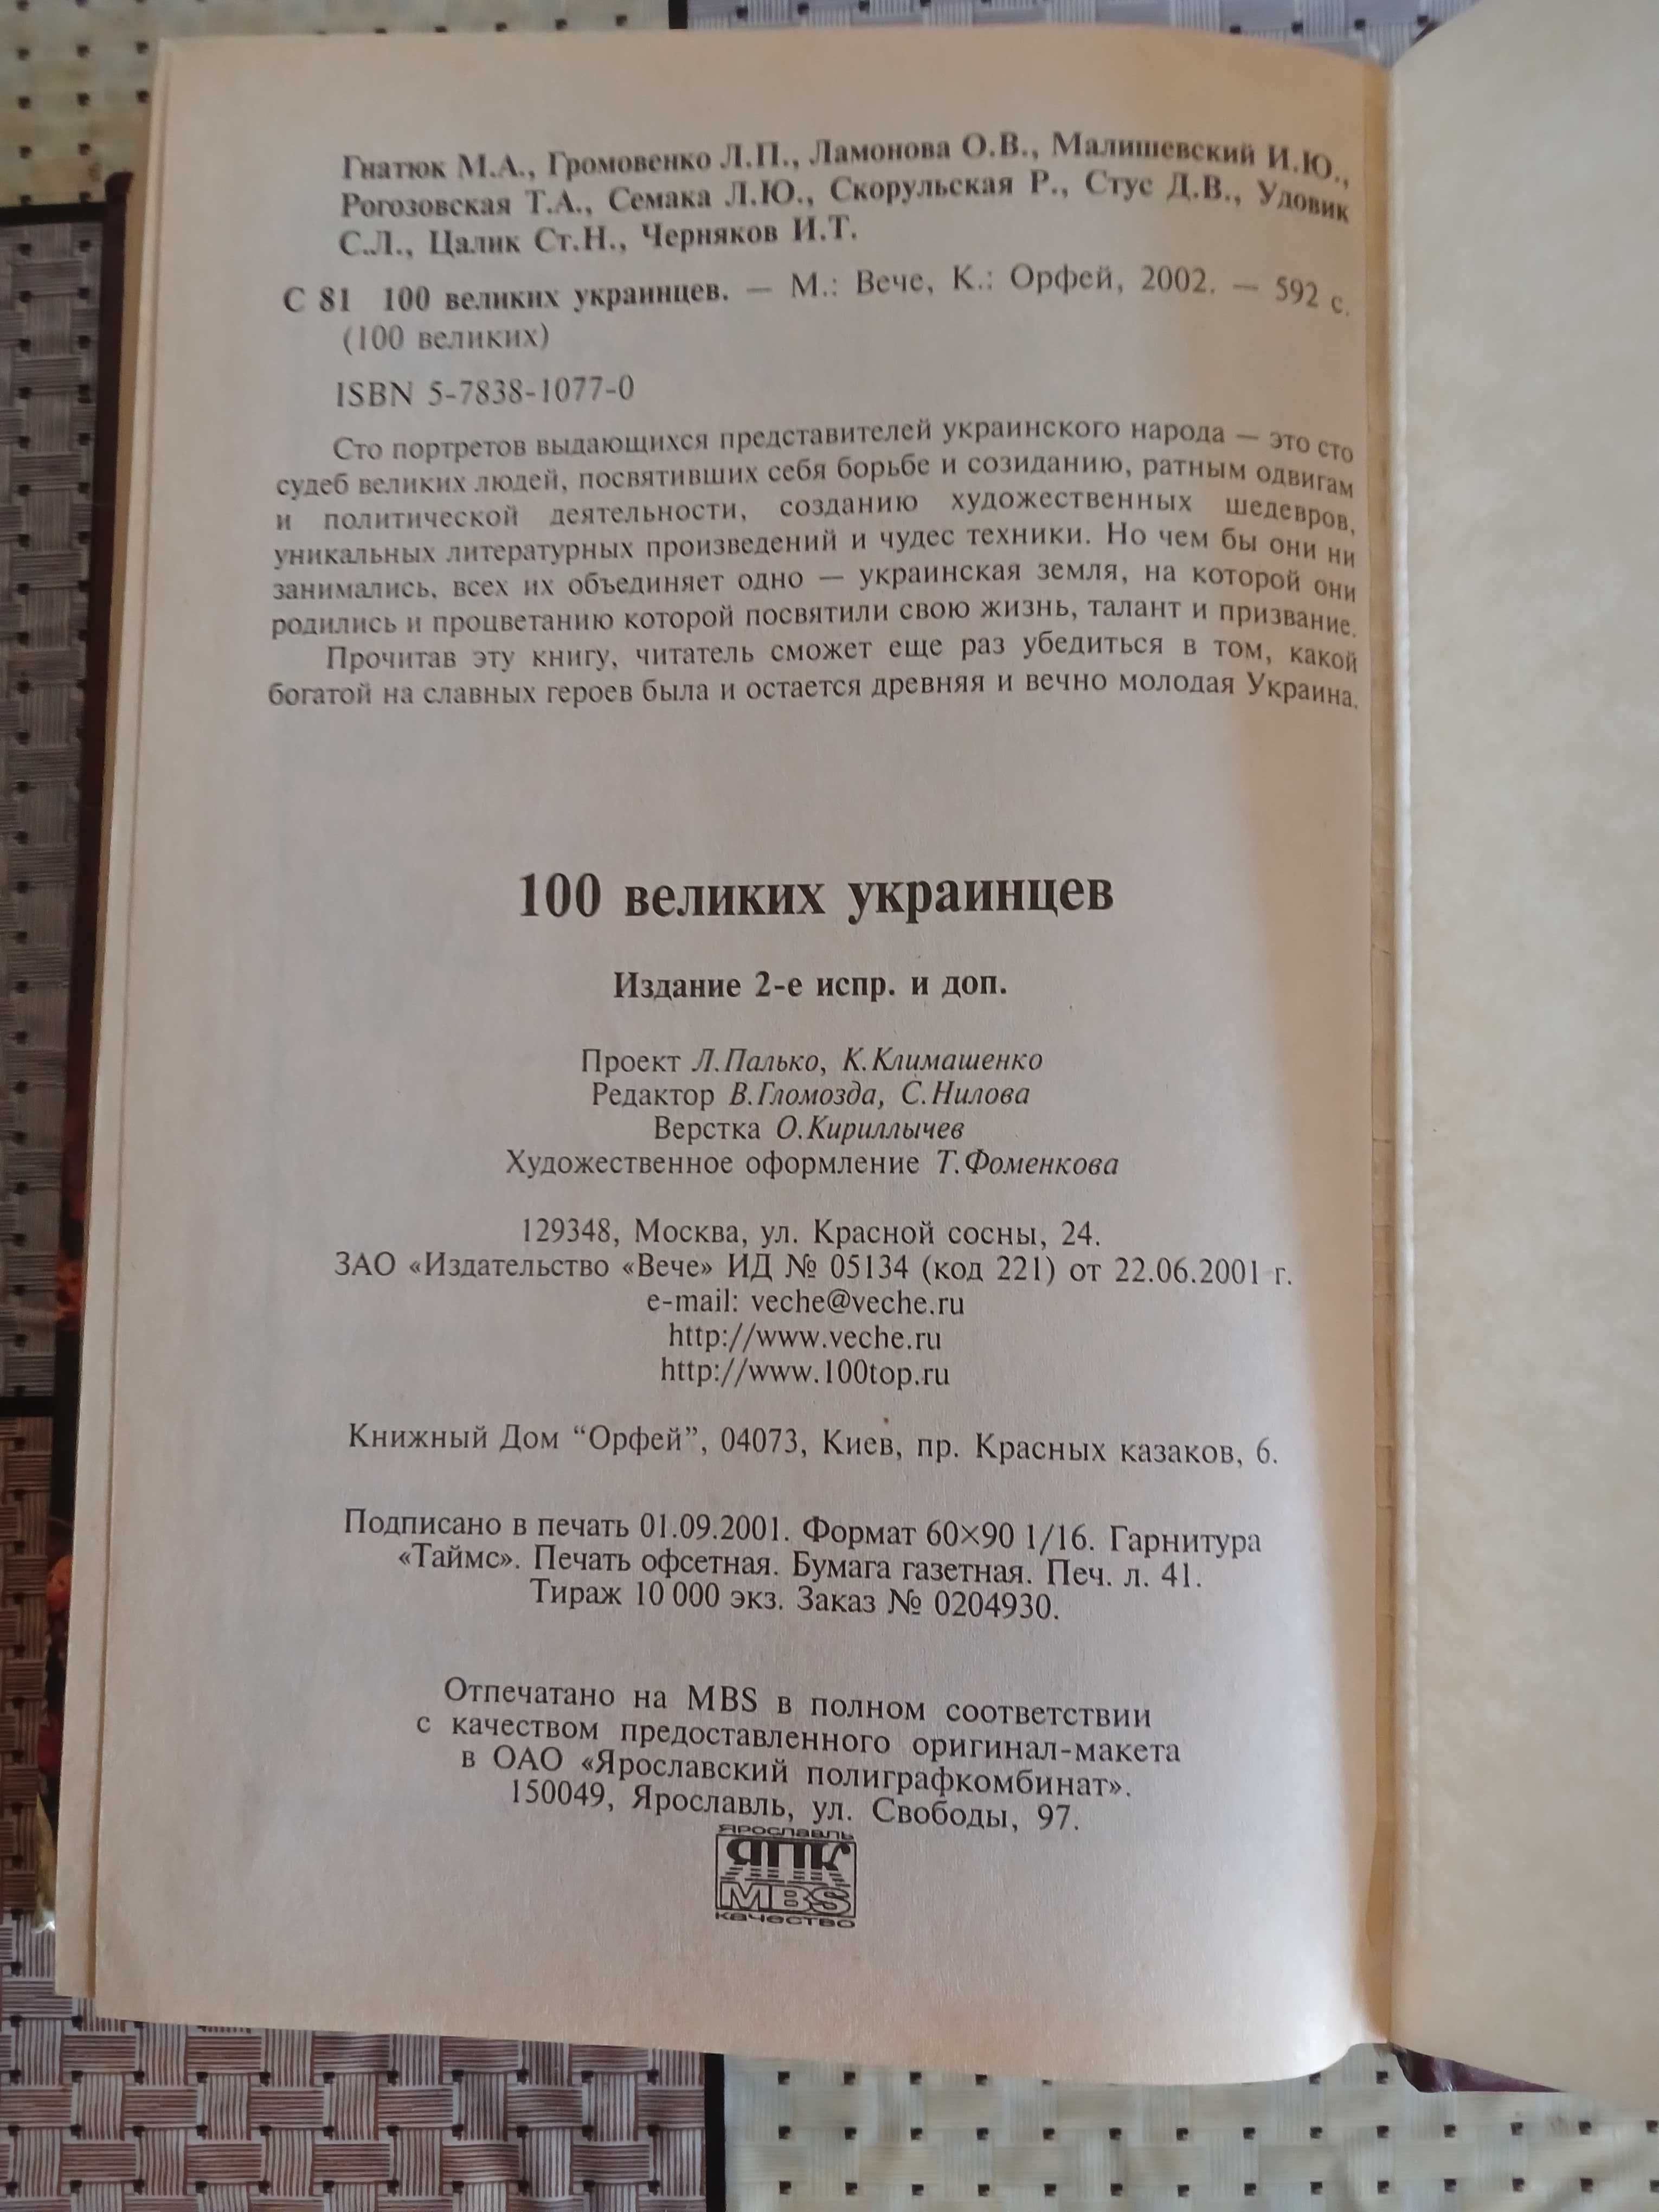 Гнатюк М.А., Громовенко Л.П., Ламонова О.В., Малишевский И.Ю.,
Рогозовская Т.А., Семака Л.Ю., Скорульская Р., Стус Д.В., Удовик
С.Л., Цалик Ст.Н., Черняков И.Т.
С 81 100 великих украинцев. — М.: Вече, К.: Орфей, 2002. — 592 с.
(100 великих)
ISBN 5-7838-1077-0
Сто портретов выдающихся представителей украинского народа — это сто
судеб великих людей, посвятивших себя борьбе и созиданию, ратным одвигам
и политической деятельности, созданию художественных шедевров,
уникальных литературных произведений и чудес техники. Но чем бы они ни
занимались, всех их объединяет одно — украинская земля, на которой они
родились и процветанию которой посвятили свою жизнь, талант и призвание.
Прочитав эту книгу, читатель сможет еще раз убедиться в том, какой
богатой на славных героев была и остается древняя и вечно молодая Украина.
100 великих украинцев
Издание 2-е испр. и доп.
Проект Л.Палько, К.Климашенко
Редактор В.Гломозда, С.Нилова
Верстка О.Кириллычев
Художественное оформление Т.Фоменкова
129348, Москва, ул. Красной сосны, 24.
ЗАО «Издательство «Вече» ИД № 05134 (код 221) от 22.06.2001 г.
e-mail: veche@veche.ru
http://www.veche.ru
http://www.100top.ru
Книжный Дом “Орфей”, 04073, Киев, пр. Красных казаков, 6.
Подписано в печать 01.09.2001. Формат 60×90 1/16. Гарнитура
«Таймс». Печать офсетная. Бумага газетная. Печ. л. 41.
Тираж 10 000 экз. Заказ № 0204930.
Отпечатано на MBS в полном соответствии
с качеством предоставленного оригинал-макета
в ОАО «Ярославский полиграфкомбинат».
150049, Ярославль, ул. Свободы, 97.
ЯРОСЛАВЛЬ
ЯПК
MBS
качество